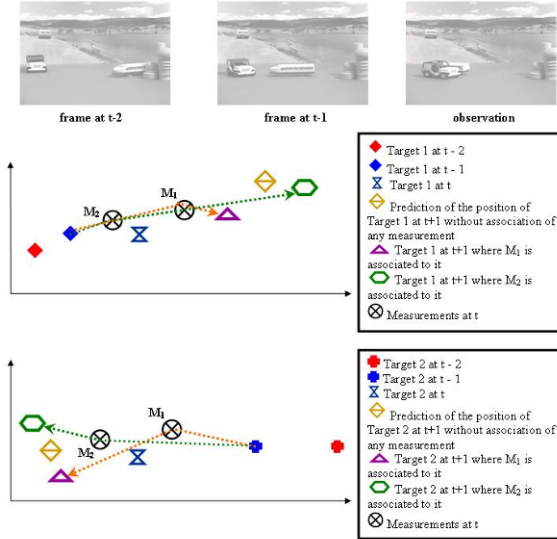 frame at t-2
frame at t-1
observation
M1
M2
Target 1 at t - 2
Target 1 at t - 1
Target 1 at t
Prediction of the position of
Target 1 at t+1 without association of
any measurement
Target 1 at t+1 where M1 is
associated to it
Target 1 at t+1 where M2 is
associated to it
Measurements at t
M1
M2
Target 2 at t - 2
Target 2 at t - 1
Target 2 at t
Prediction of the position of
Target 2 at t+1 without association of
any measurement
Target 2 at t+1 where M1 is
associated to it
Target 2 at t+1 where M2 is
associated to it
Measurements at t